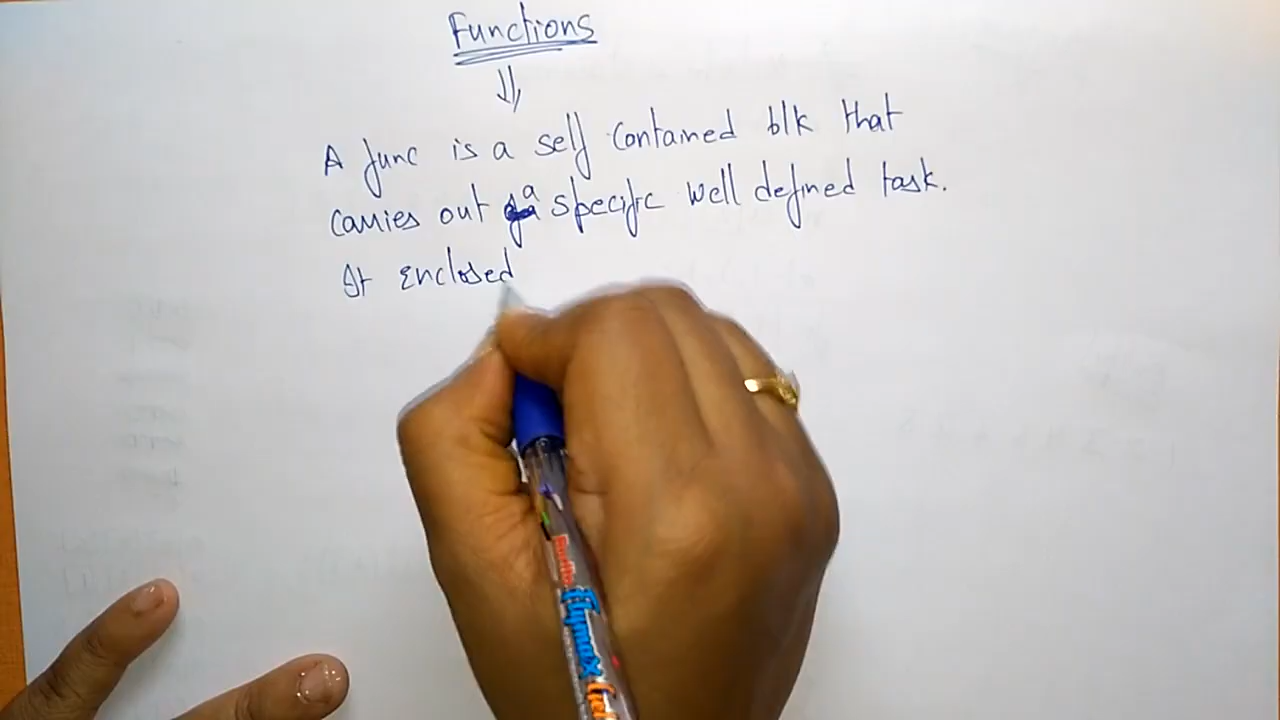 Functions
A func is a self contained blk that
carries out a specific well defined task.
It enclosed